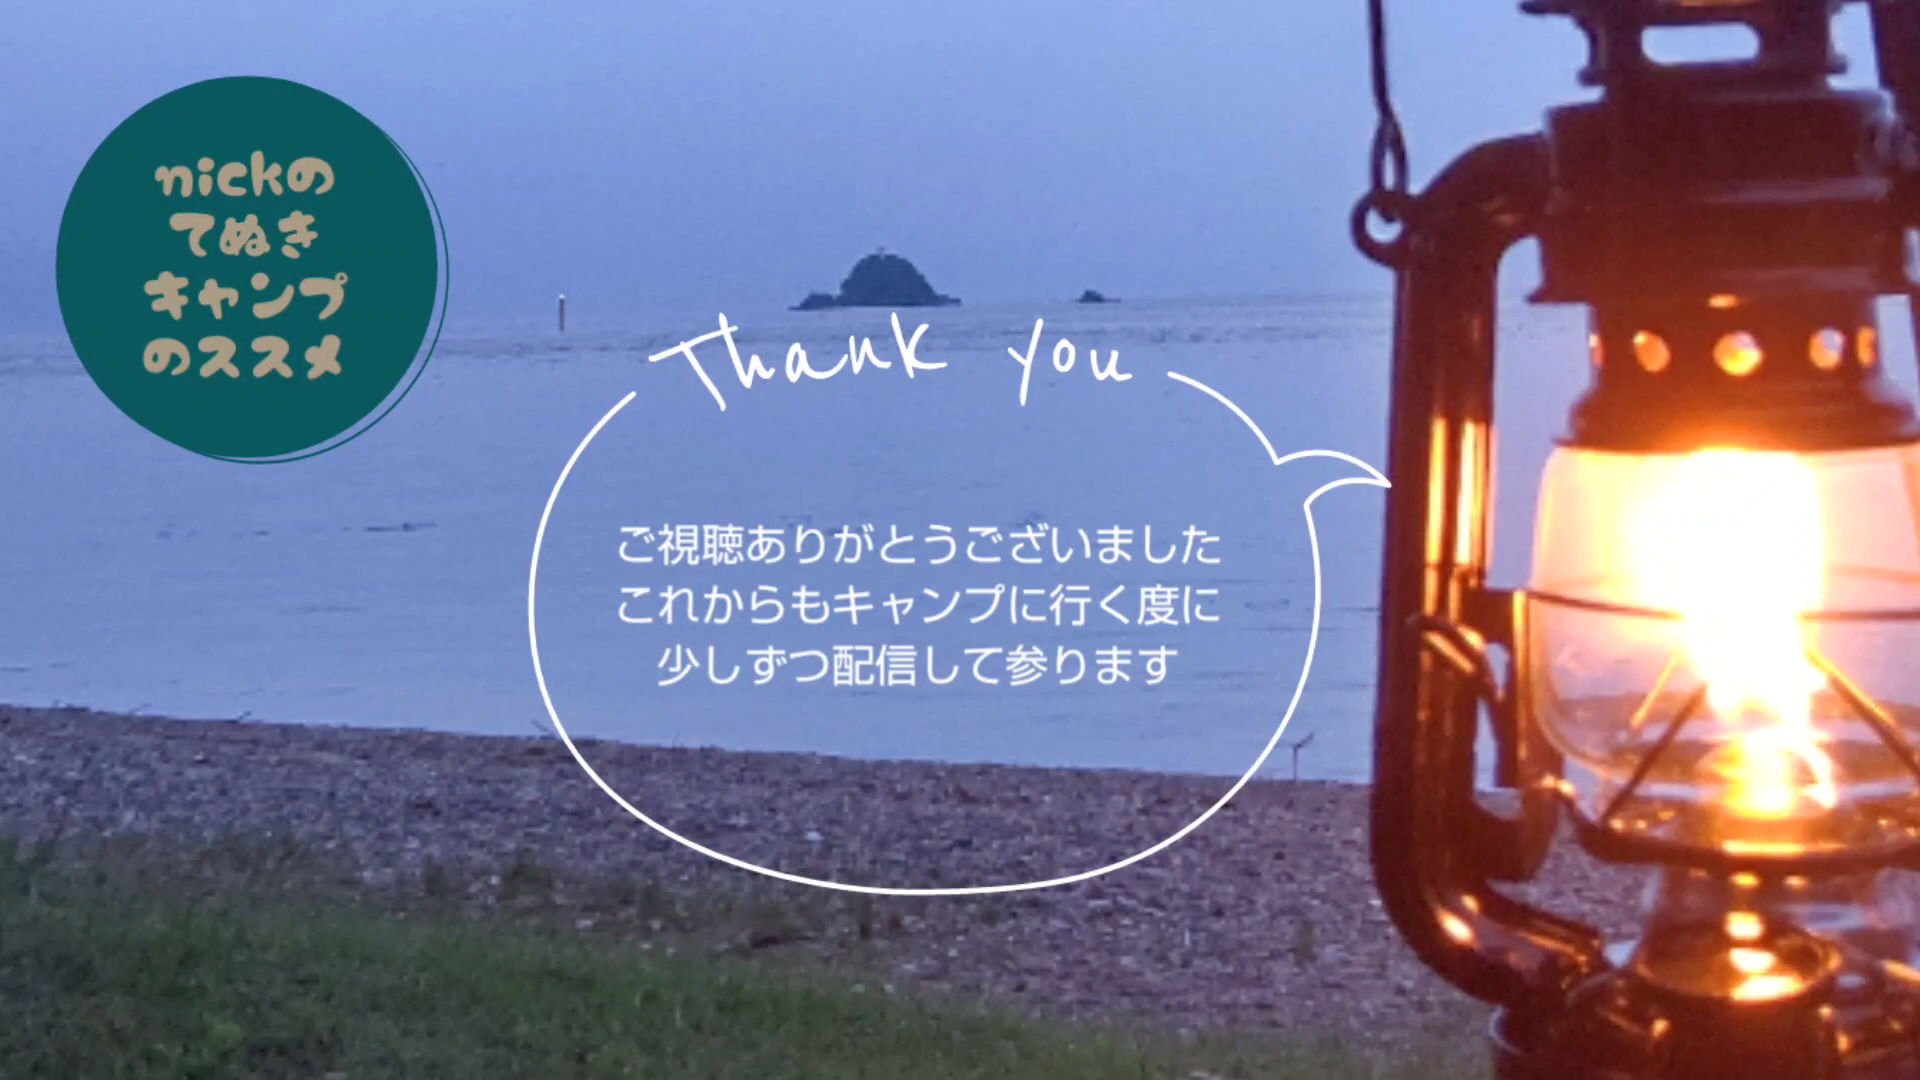 nickの
てぬき
キャンプ
のススメ
Thank you
ご視聴ありがとうございました
これからもキャンプに行く度に
少しずつ配信して参ります